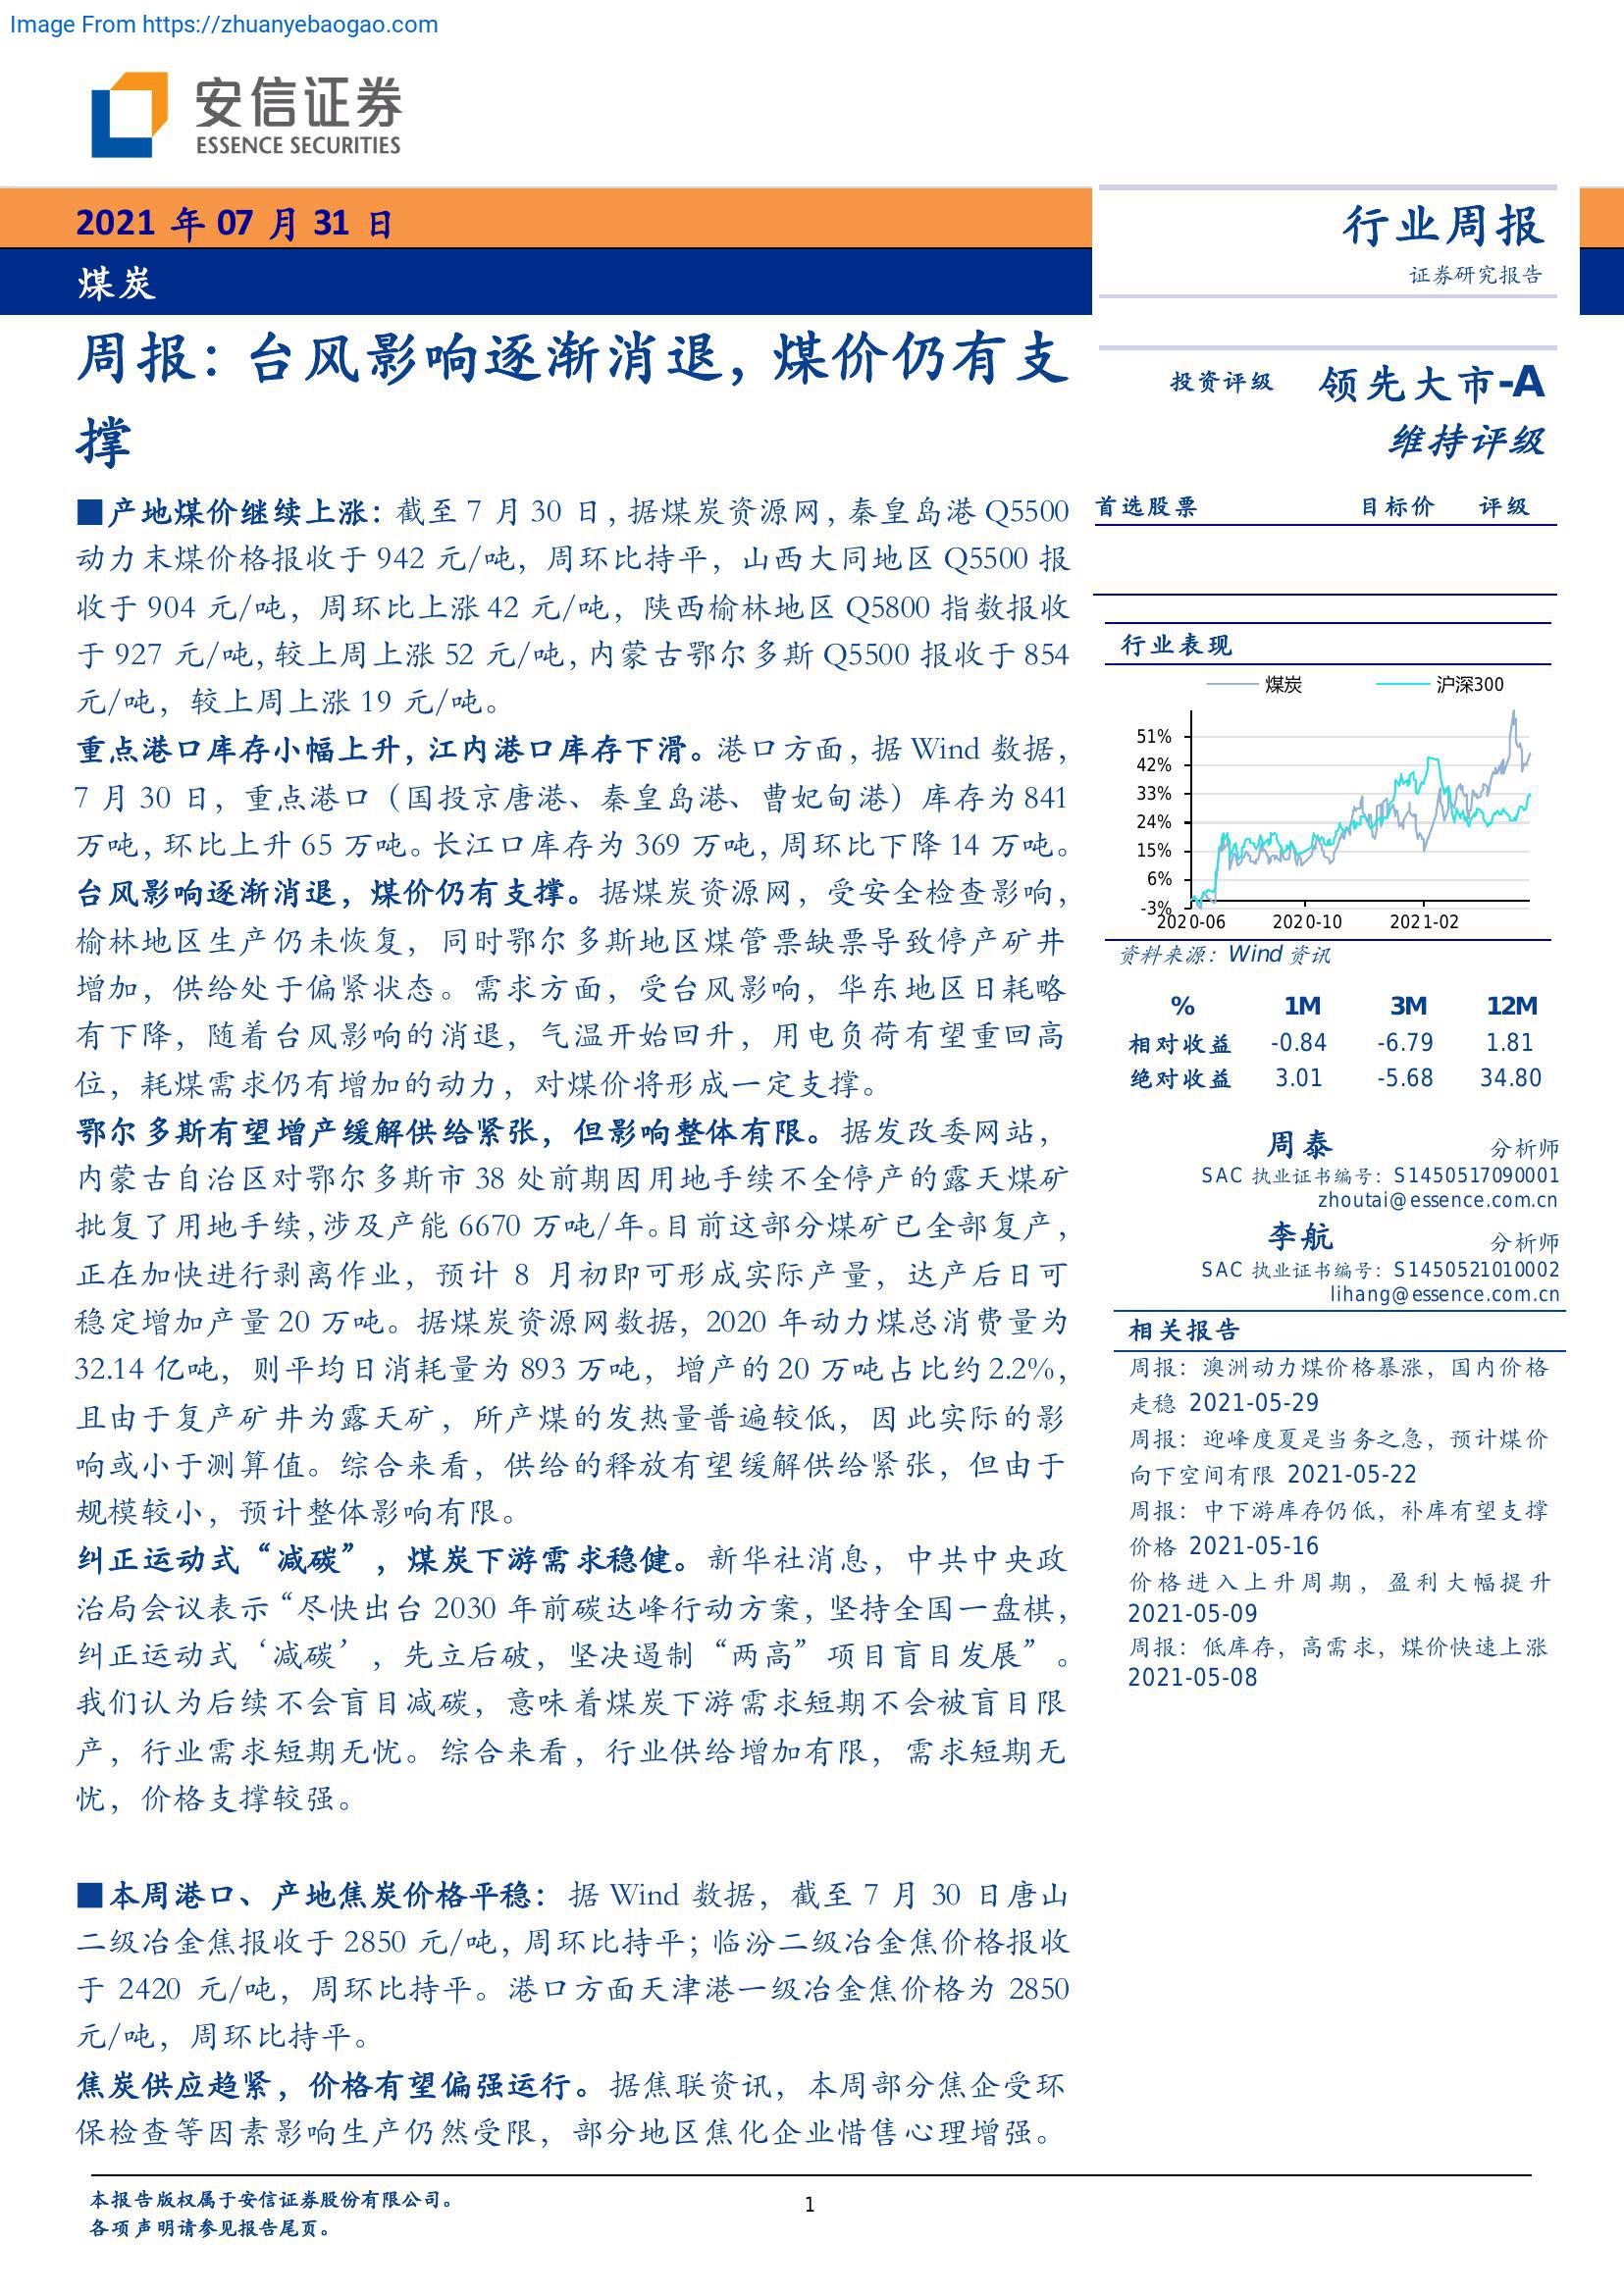 Image From https://zhuanyebaogao.com
安信证券
ESSENCE SECURITIES
2021 年 07 月 31 日
煤炭
行业周报
证券研究报告
周报：台风影响逐渐消退，煤价仍有支
撑
■产地煤价继续上涨：截至 7 月 30 日，据煤炭资源网，秦皇岛港 Q5500
动力末煤价格报收于 942 元/吨，周环比持平，山西大同地区 Q5500 报
收于 904 元/吨，周环比上涨 42 元/吨，陕西榆林地区 Q5800 指数报收
于 927 元/吨，较上周上涨 52 元/吨，内蒙古鄂尔多斯 Q5500 报收于 854
元/吨，较上周上涨 19 元/吨。
重点港口库存小幅上升，江内港口库存下滑。港口方面，据 Wind 数据，
7 月 30 日，重点港口（国投京唐港、秦皇岛港、曹妃甸港）库存为 841
万吨，环比上升 65 万吨。长江口库存为 369 万吨，周环比下降 14 万吨。
台风影响逐渐消退，煤价仍有支撑。据煤炭资源网，受安全检查影响，
榆林地区生产仍未恢复，同时鄂尔多斯地区煤管票缺票导致停产矿井
增加，供给处于偏紧状态。需求方面，受台风影响，华东地区日耗略
有下降，随着台风影响的消退，气温开始回升，用电负荷有望重回高
位，耗煤需求仍有增加的动力，对煤价将形成一定支撑。
鄂尔多斯有望增产缓解供给紧张，但影响整体有限。据发改委网站，
内蒙古自治区对鄂尔多斯市 38 处前期因用地手续不全停产的露天煤矿
批复了用地手续，涉及产能 6670 万吨/年。目前这部分煤矿已全部复产，
正在加快进行剥离作业，预计 8 月初即可形成实际产量，达产后日可
稳定增加产量 20 万吨。据煤炭资源网数据，2020 年动力煤总消费量为
32.14 亿吨，则平均日消耗量为 893 万吨，增产的 20 万吨占比约 2.2%，
且由于复产矿井为露天矿，所产煤的发热量普遍较低，因此实际的影
响或小于测算值。综合来看，供给的释放有望缓解供给紧张，但由于
规模较小，预计整体影响有限。
纠正运动式“减碳”，煤炭下游需求稳健。新华社消息，中共中央政
治局会议表示“尽快出台 2030 年前碳达峰行动方案，坚持全国一盘棋，
纠正运动式‘减碳’，先立后破，坚决遏制“两高”项目盲目发展”。
我们认为后续不会盲目减碳，意味着煤炭下游需求短期不会被盲目限
产，行业需求短期无忧。综合来看，行业供给增加有限，需求短期无
忧，价格支撑较强。
■本周港口、产地焦炭价格平稳：据 Wind 数据，截至 7 月 30 日唐山
二级冶金焦报收于 2850 元/吨，周环比持平；临汾二级冶金焦价格报收
于 2420 元/吨，周环比持平。港口方面天津港一级冶金焦价格为 2850
元/吨，周环比持平。
焦炭供应趋紧，价格有望偏强运行。据焦联资讯，本周部分焦企受环
保检查等因素影响生产仍然受限，部分地区焦化企业惜售心理增强。
投资评级 领先大市-A
维持评级
首选股票 目标价 评级
行业表现
煤炭 沪深300
51%
42%
33%
24%
15%
6%
-3%
2020-06 2020-10 2021-02
资料来源：Wind 资讯
% 1M 3M 12M
相对收益 -0.84 -6.79 1.81
绝对收益 3.01 -5.68 34.80
周泰 分析师
SAC 执业证书编号：S1450517090001
zhoutai@essence.com.cn
李航 分析师
SAC 执业证书编号：S1450521010002
lihang@essence.com.cn
相关报告
周报：澳洲动力煤价格暴涨，国内价格
走稳 2021-05-29
周报：迎峰度夏是当务之急，预计煤价
向下空间有限 2021-05-22
周报：中下游库存仍低，补库有望支撑
价格 2021-05-16
价格进入上升周期，盈利大幅提升
2021-05-09
周报：低库存，高需求，煤价快速上涨
2021-05-08
本报告版权属于安信证券股份有限公司。
各项声明请参见报告尾页。
1